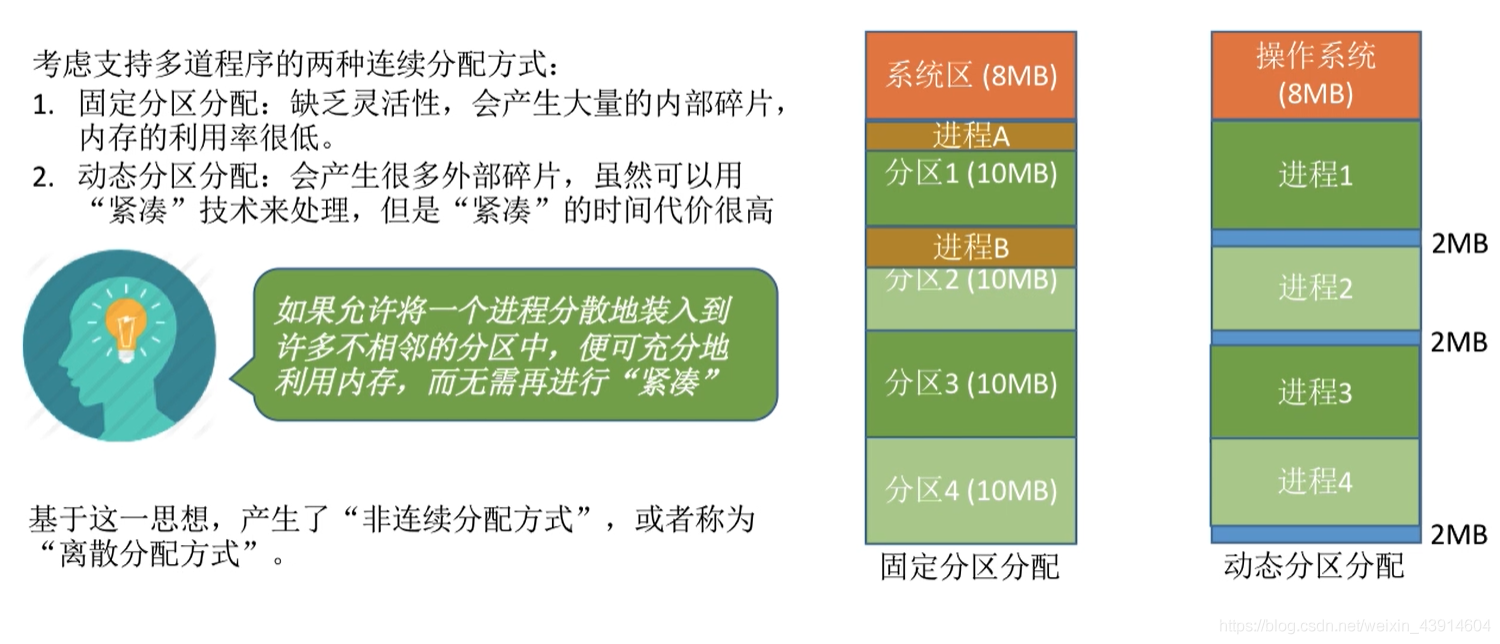 考虑支持多道程序的两种连续分配方式：
1. 固定分区分配：缺乏灵活性，会产生大量的内部碎片，
内存的利用率很低。
2. 动态分区分配：会产生很多外部碎片，虽然可以用
“紧凑”技术来处理，但是“紧凑”的时间代价很高
如果允许将一个进程分散地装入到
许多不相邻的分区中，便可充分地
利用内存，而无需再进行“紧凑”
基于这一思想，产生了“非连续分配方式”，或者称为
“离散分配方式”。
系统区 (8MB)
进程A
分区1 (10MB)
进程B
分区2 (10MB)
分区3 (10MB)
分区4 (10MB)
固定分区分配
操作系统
(8MB)
进程1
2MB
进程2
2MB
进程3
进程4
2MB
动态分区分配
https://blog.csdn.net/weixin_43914604